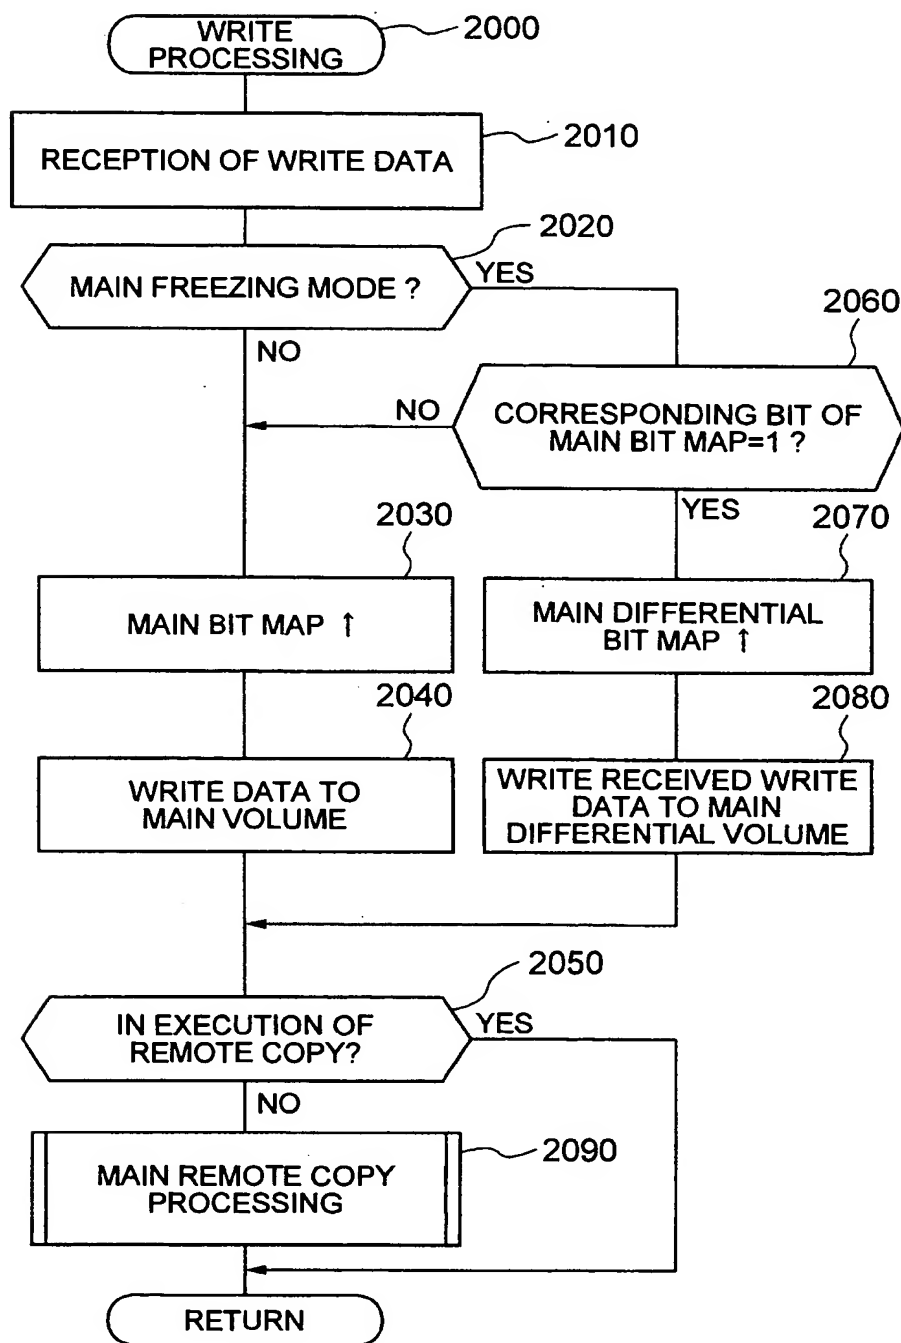 WRITE
PROCESSING
2000
RECEPTION OF WRITE DATA
2010
MAIN FREEZING MODE ?
2020
YES
NO
2060
CORRESPONDING BIT OF
MAIN BIT MAP=1 ?
NO
YES
2030
MAIN BIT MAP ↑
2070
MAIN DIFFERENTIAL
BIT MAP ↑
2040
WRITE DATA TO
MAIN VOLUME
2080
WRITE RECEIVED WRITE
DATA TO MAIN
DIFFERENTIAL VOLUME
2050
IN EXECUTION OF
REMOTE COPY?
YES
NO
2090
MAIN REMOTE COPY
PROCESSING
RETURN